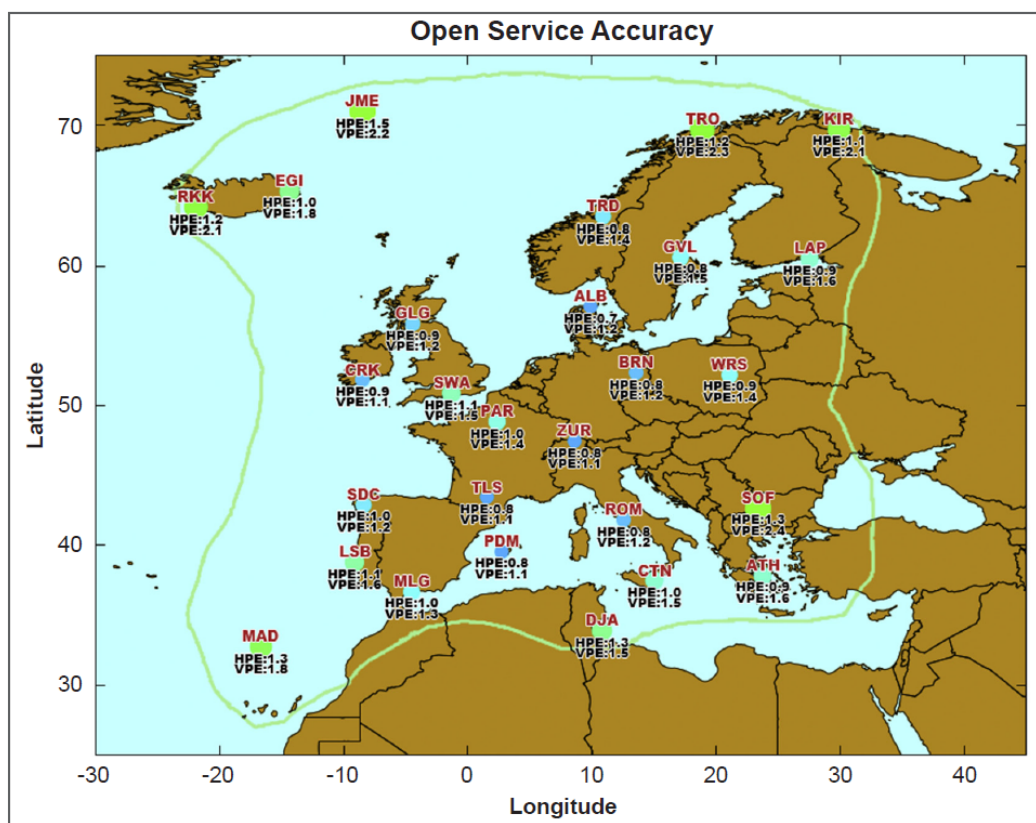 Open Service Accuracy
Latitude
70
60
50
40
30
JME
HPE:1.5
VPE:2.2
TRO
HPE:1.2
VPE:2.3
KIR
HPE:1.1
VPE:2.1
RKK
HPE:1.2
VPE:2.1
EGI
HPE:1.0
VPE:1.8
TRD
HPE:0.8
VPE:1.4
GVL
HPE:0.8
VPE:1.5
LAP
HPE:0.9
VPE:1.6
ALB
HPE:0.7
VPE:1.2
GLG
HPE:0.9
VPE:1.2
CRK
HPE:0.9
VPE:1.1
SWA
HPE:1.1
VPE:1.5
BRN
HPE:0.8
VPE:1.2
WRS
HPE:0.9
VPE:1.4
PAR
HPE:1.0
VPE:1.4
ZUR
HPE:0.8
VPE:1.1
SDC
HPE:1.0
VPE:1.2
TLS
HPE:0.8
VPE:1.1
ROM
HPE:0.8
VPE:1.2
SOF
HPE:1.3
VPE:2.4
PDM
HPE:0.8
VPE:1.1
LSB
HPE:1.1
VPE:1.6
MLG
HPE:1.0
VPE:1.3
CTN
HPE:1.0
VPE:1.5
ATH
HPE:0.9
VPE:1.6
DJA
HPE:1.3
VPE:1.5
MAD
HPE:1.3
VPE:1.8
-30 -20 -10 0 10 20 30 40
Longitude